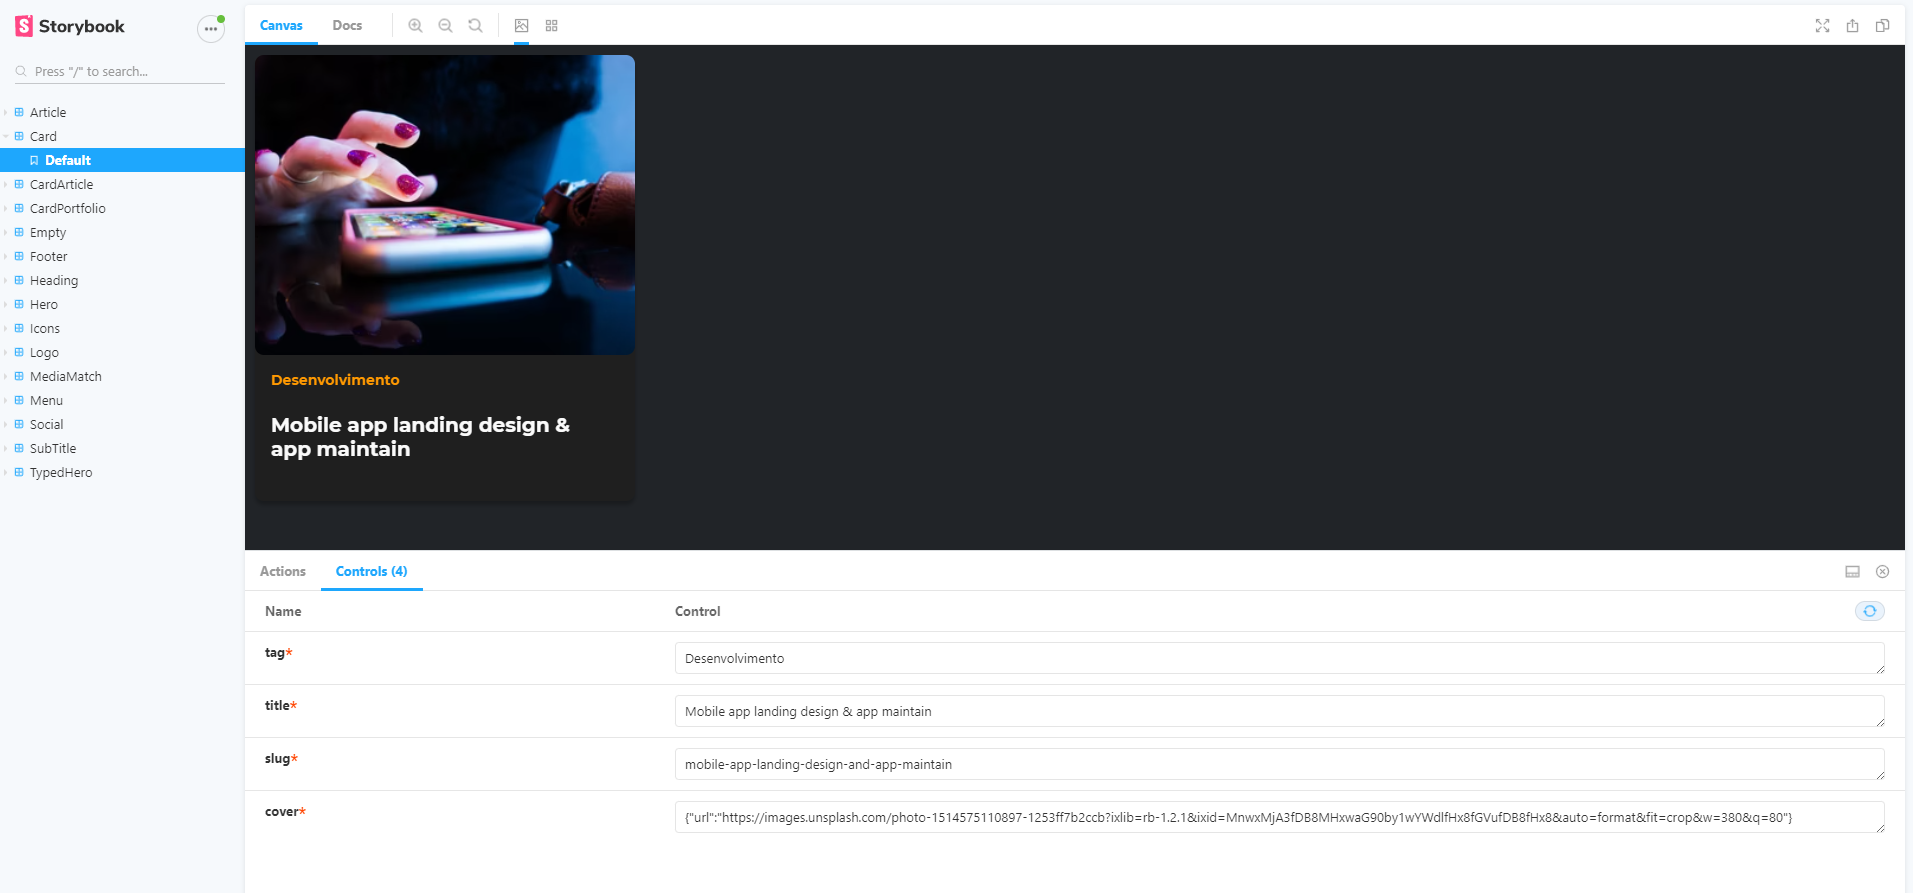 Storybook
Press "/" to search...
Article
Card
Default
CardArticle
CardPortfolio
Empty
Footer
Heading
Hero
Icons
Logo
MediaMatch
Menu
Social
SubTitle
TypedHero
Canvas
Docs
Desenvolvimento
Mobile app landing design &
app maintain
Actions
Controls (4)
Name
Control
tag*
Desenvolvimento
title*
Mobile app landing design & app maintain
slug*
mobile-app-landing-design-and-app-maintain
cover*
{"url":"https://images.unsplash.com/photo-1514575110897-1253ff7b2ccb?ixlib=rb-1.2.1&ixid=MnwxMjA3fDB8MHxwaG90by1wYWdlfHx8fGVufDB8fHx8&auto=format&fit=crop&w=380&q=80"}